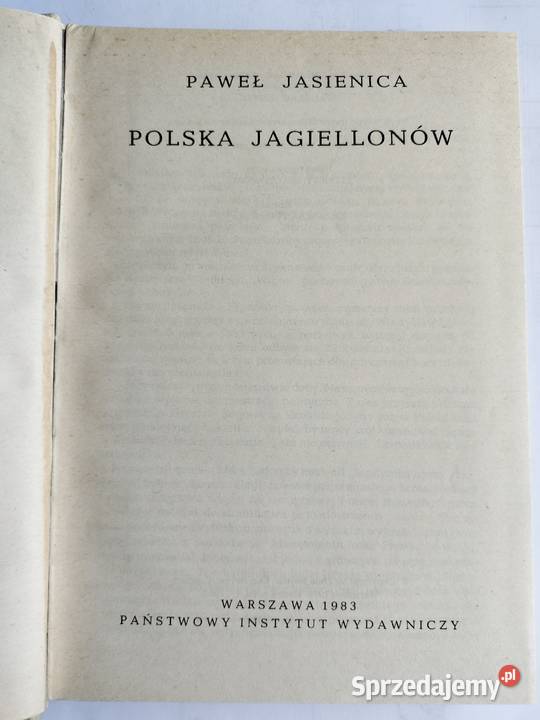 PAWEŁ JASIENICA
POLSKA JAGIELLONÓW
WARSZAWA 1983
PAŃSTWOWY INSTYTUT WYDAWNICZY
Sprzedajemy.pl